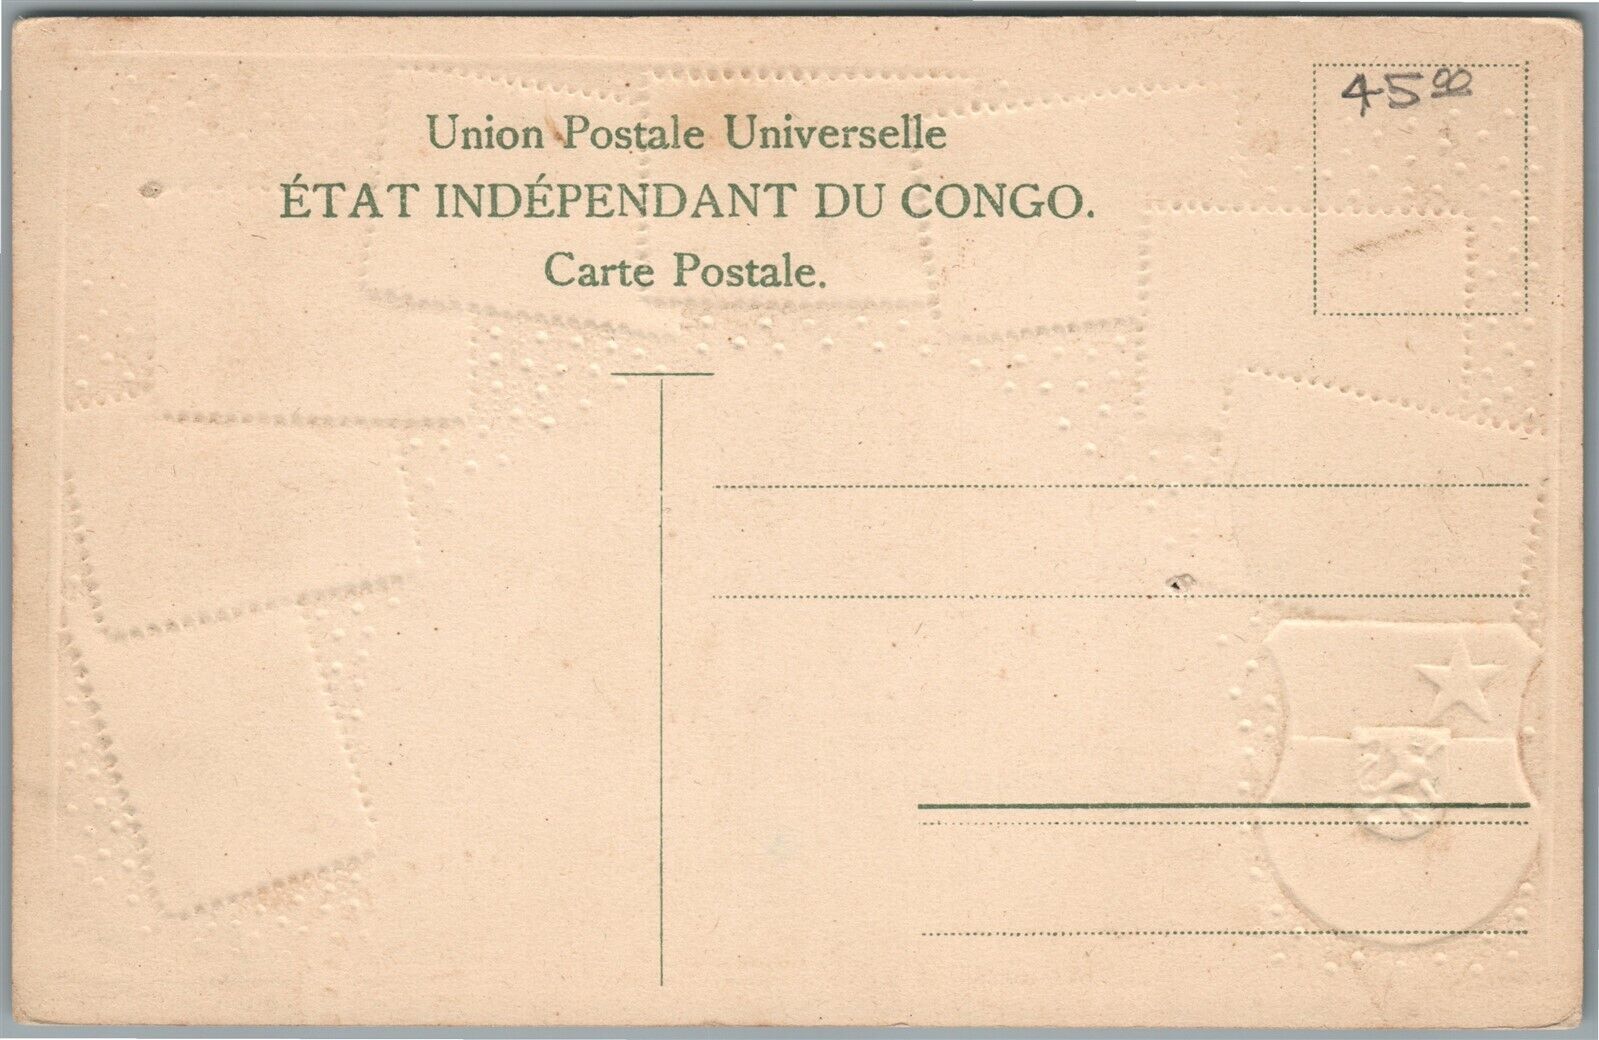 45⁰⁰
Union Postale Universelle
ÉTAT INDÉPENDANT DU CONGO.
Carte Postale.